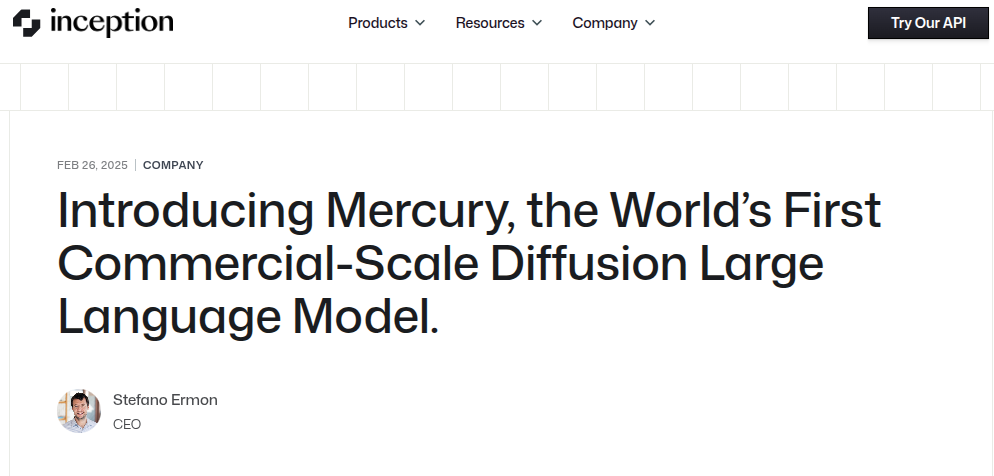 inception
Products
Resources
Company
Try Our API
FEB 26, 2025 | COMPANY
Introducing Mercury, the World’s First
Commercial-Scale Diffusion Large
Language Model.
Stefano Ermon
CEO